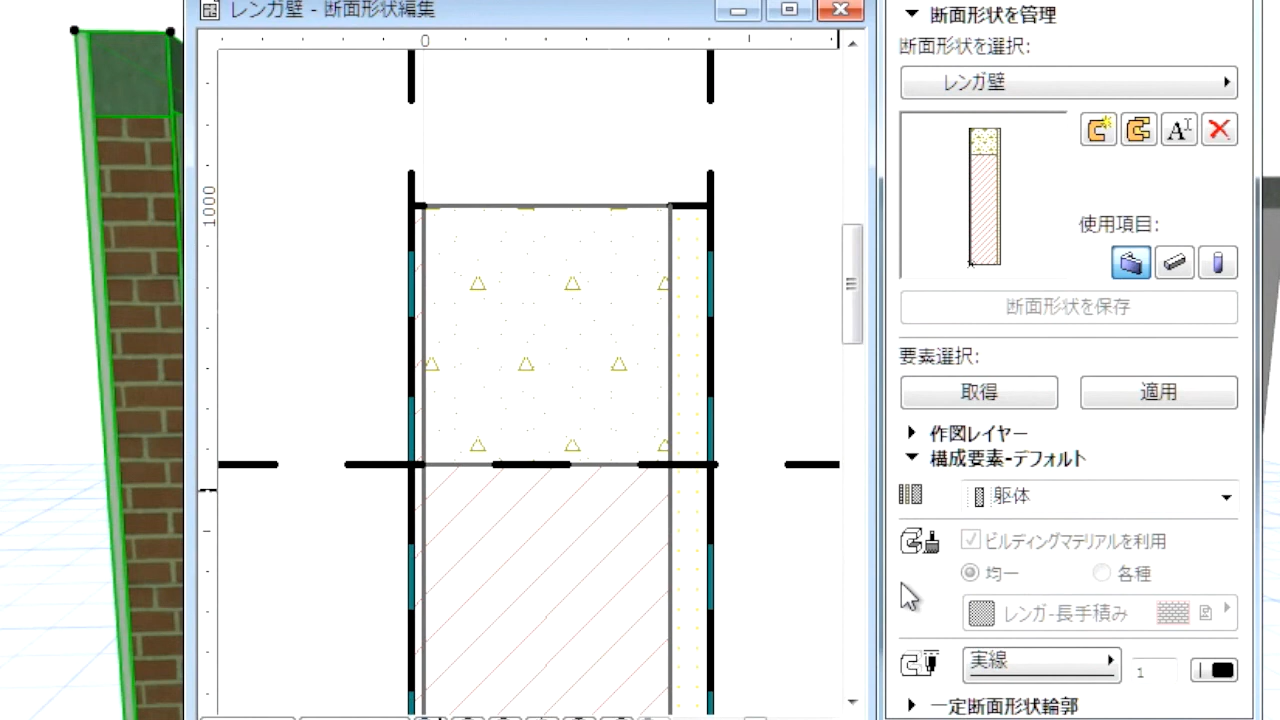 レンガ壁 - 断面形状編集
0
1000
断面形状を管理
断面形状を選択:
レンガ壁
A
使用項目:
断面形状を保存
要素選択:
取得
適用
作図レイヤー
構成要素-デフォルト
躯体
ビルディングマテリアルを利用
均一
各種
レンガ-長手積み
実線
1
一定断面形状輪郭